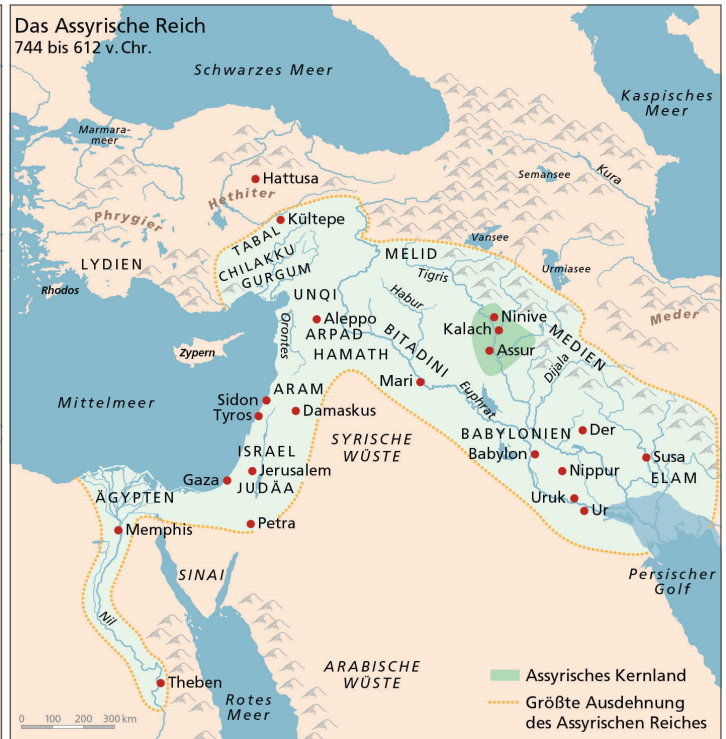 Das Assyrische Reich
744 bis 612 v. Chr.
Schwarzes Meer
Kaspisches
Meer
Marmara-
meer
Hattusa
Semansee
Kura
Hethiter
Phrygier
Kültepe
TABAL
Vansee
MELID
CHILAKKU
LYDIEN
GURGUM
Tigris
Urmiasee
UNQI
Habur
Rhodos
Orontes
Aleppo
Ninive
Meder
ARPAD
Kalach
BITADINI
MEDIEN
Zypern
HAMATH
Assur
Dijala
Mari
Euphrat
ARAM
Mittelmeer
Sidon
Tyros
Damaskus
SYRISCHE
WÜSTE
BABYLONIEN
Der
ISRAEL
Babylon
Susa
Jerusalem
Nippur
Gaza
JUDÄA
ELAM
ÄGYPTEN
Uruk
Ur
Memphis
Petra
SINAI
Persischer
Golf
Nil
ARABISCHE
WÜSTE
Theben
Rotes
Meer
Assyrisches Kernland
Größte Ausdehnung
des Assyrischen Reiches
0 100 200 300 km